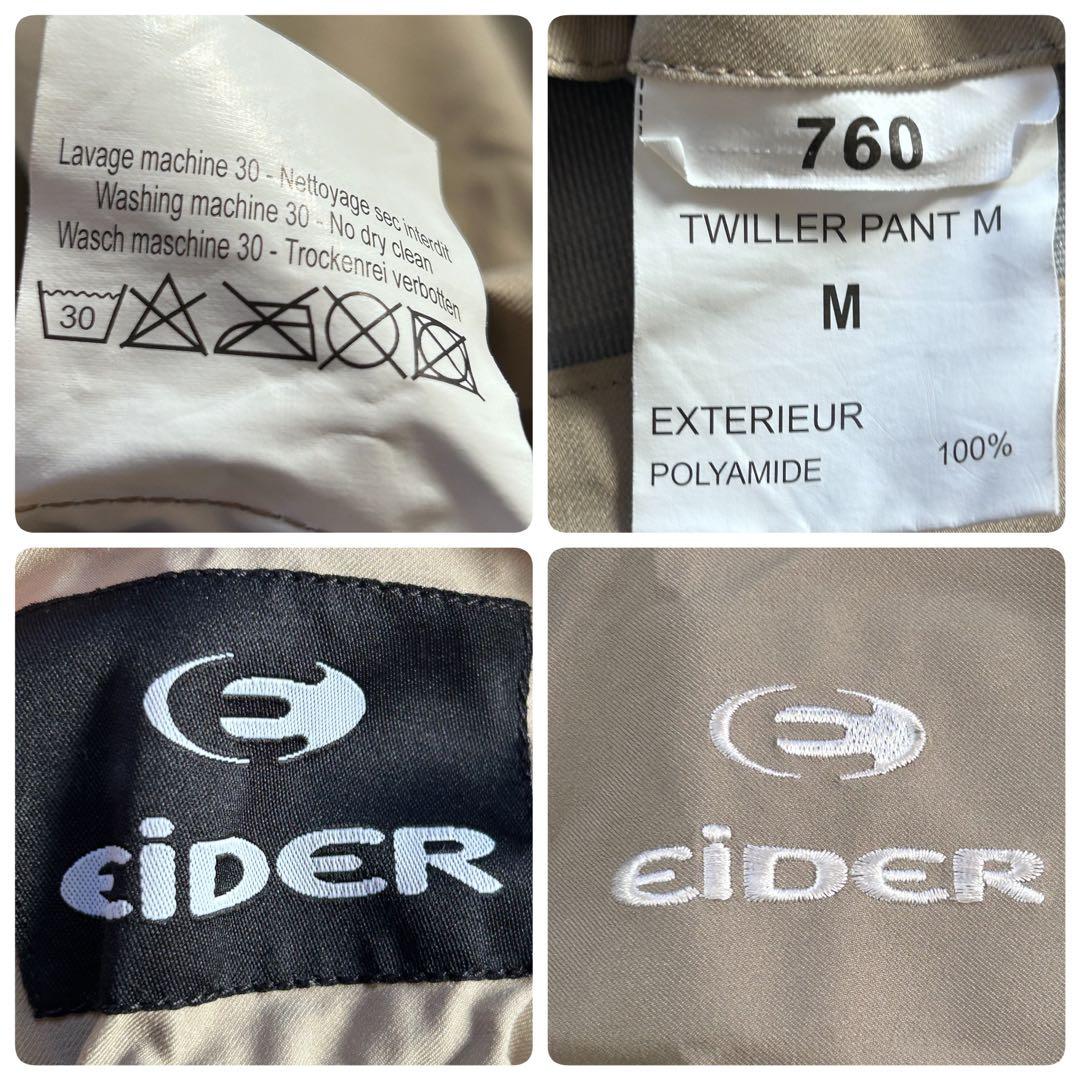 Lavage machine 30 - Nettoyage sec interdit
Washing machine 30 - No dry clean
Wasch maschine 30 - Trockenrei verbotten
30
760
TWILLER PANT M
M
EXTERIEUR
POLYAMIDE 100%
EiDER
EiDER